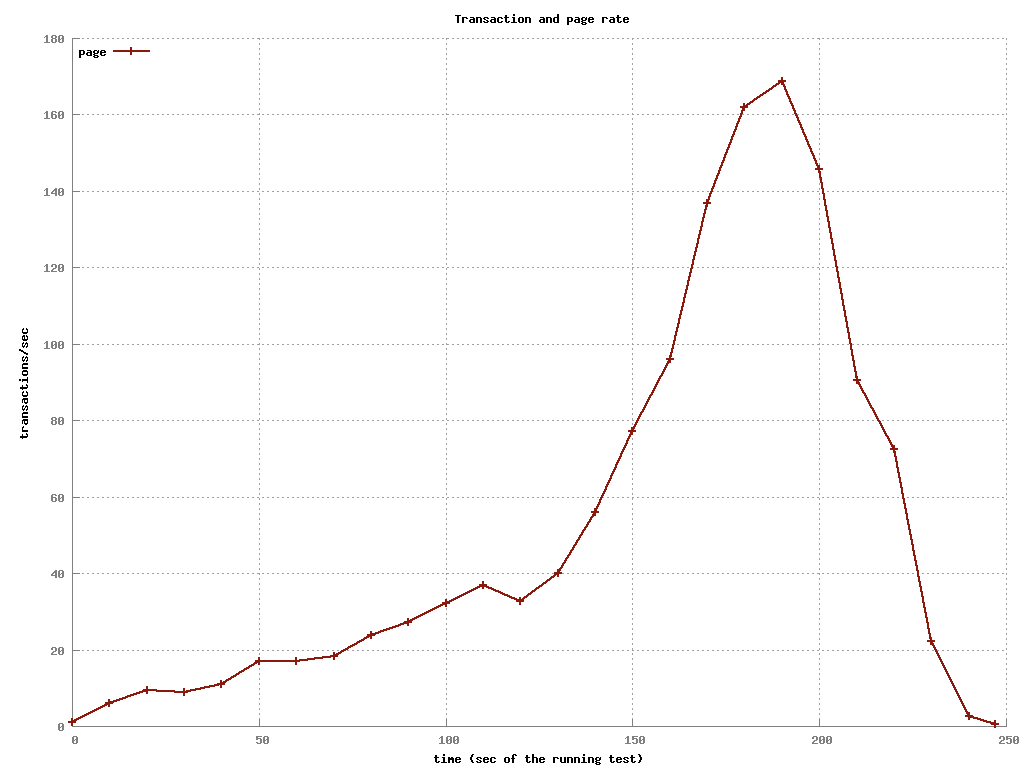 Transaction and page rate
180
page
160
140
120
100
80
60
40
20
0
transactions/sec
0 50 100 150 200 250
time (sec of the running test)